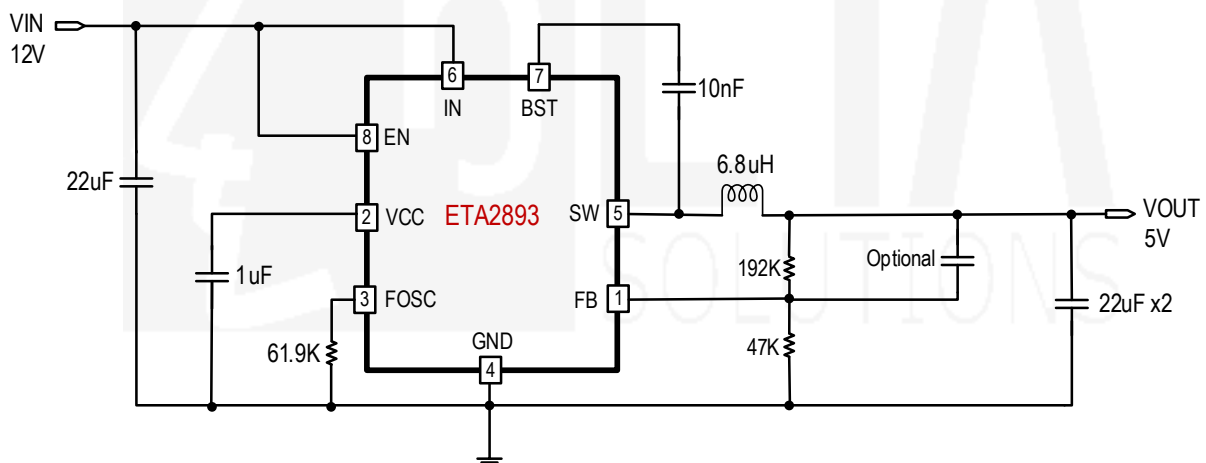 VIN
12V
6
7
IN
BST
10nF
8
EN
22uF
6.8uH
2
VCC
ETA2893
SW
5
VOUT
5V
1uF
192K
Optional
3
FOSC
FB
1
22uF x2
61.9K
GND
4
47K
SOLUTIONS